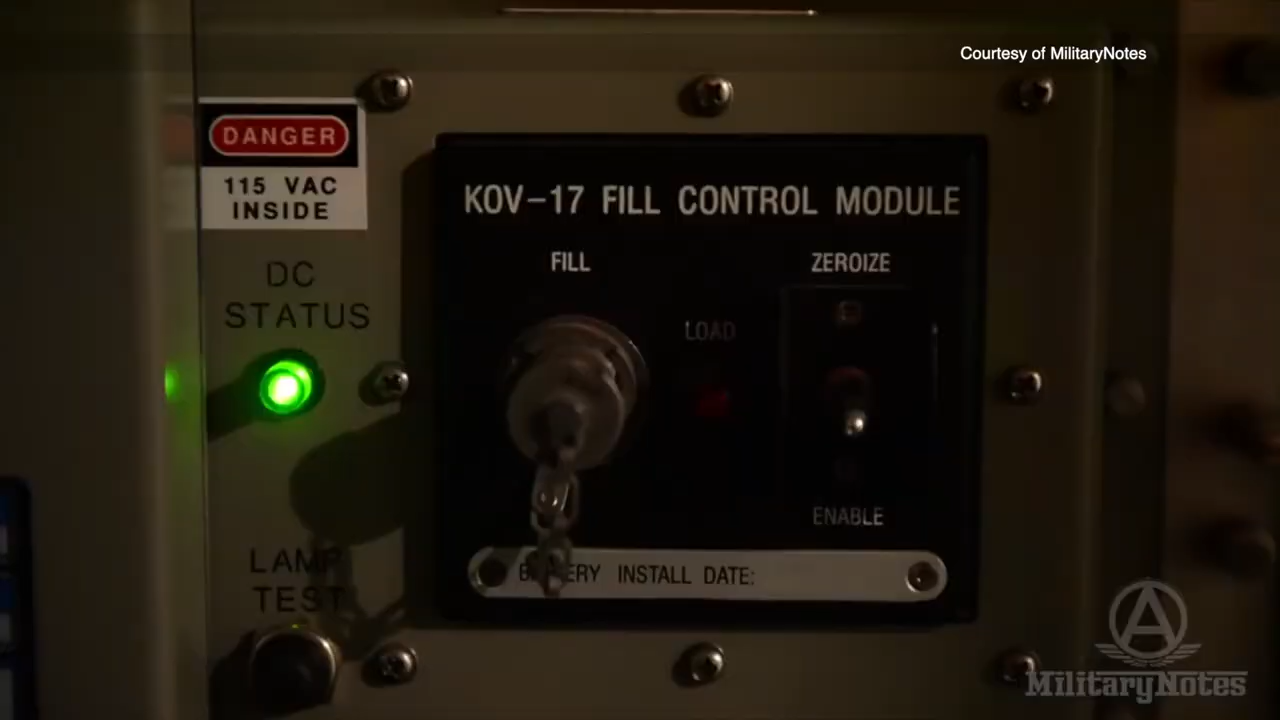 Courtesy of MilitaryNotes
DANGER
115 VAC
INSIDE
KOV-17 FILL CONTROL MODULE
FILL
ZEROIZE
DC
STATUS
LOAD
ENABLE
LAMP
TEST
BATTERY INSTALL DATE:
A
MilitaryNotes